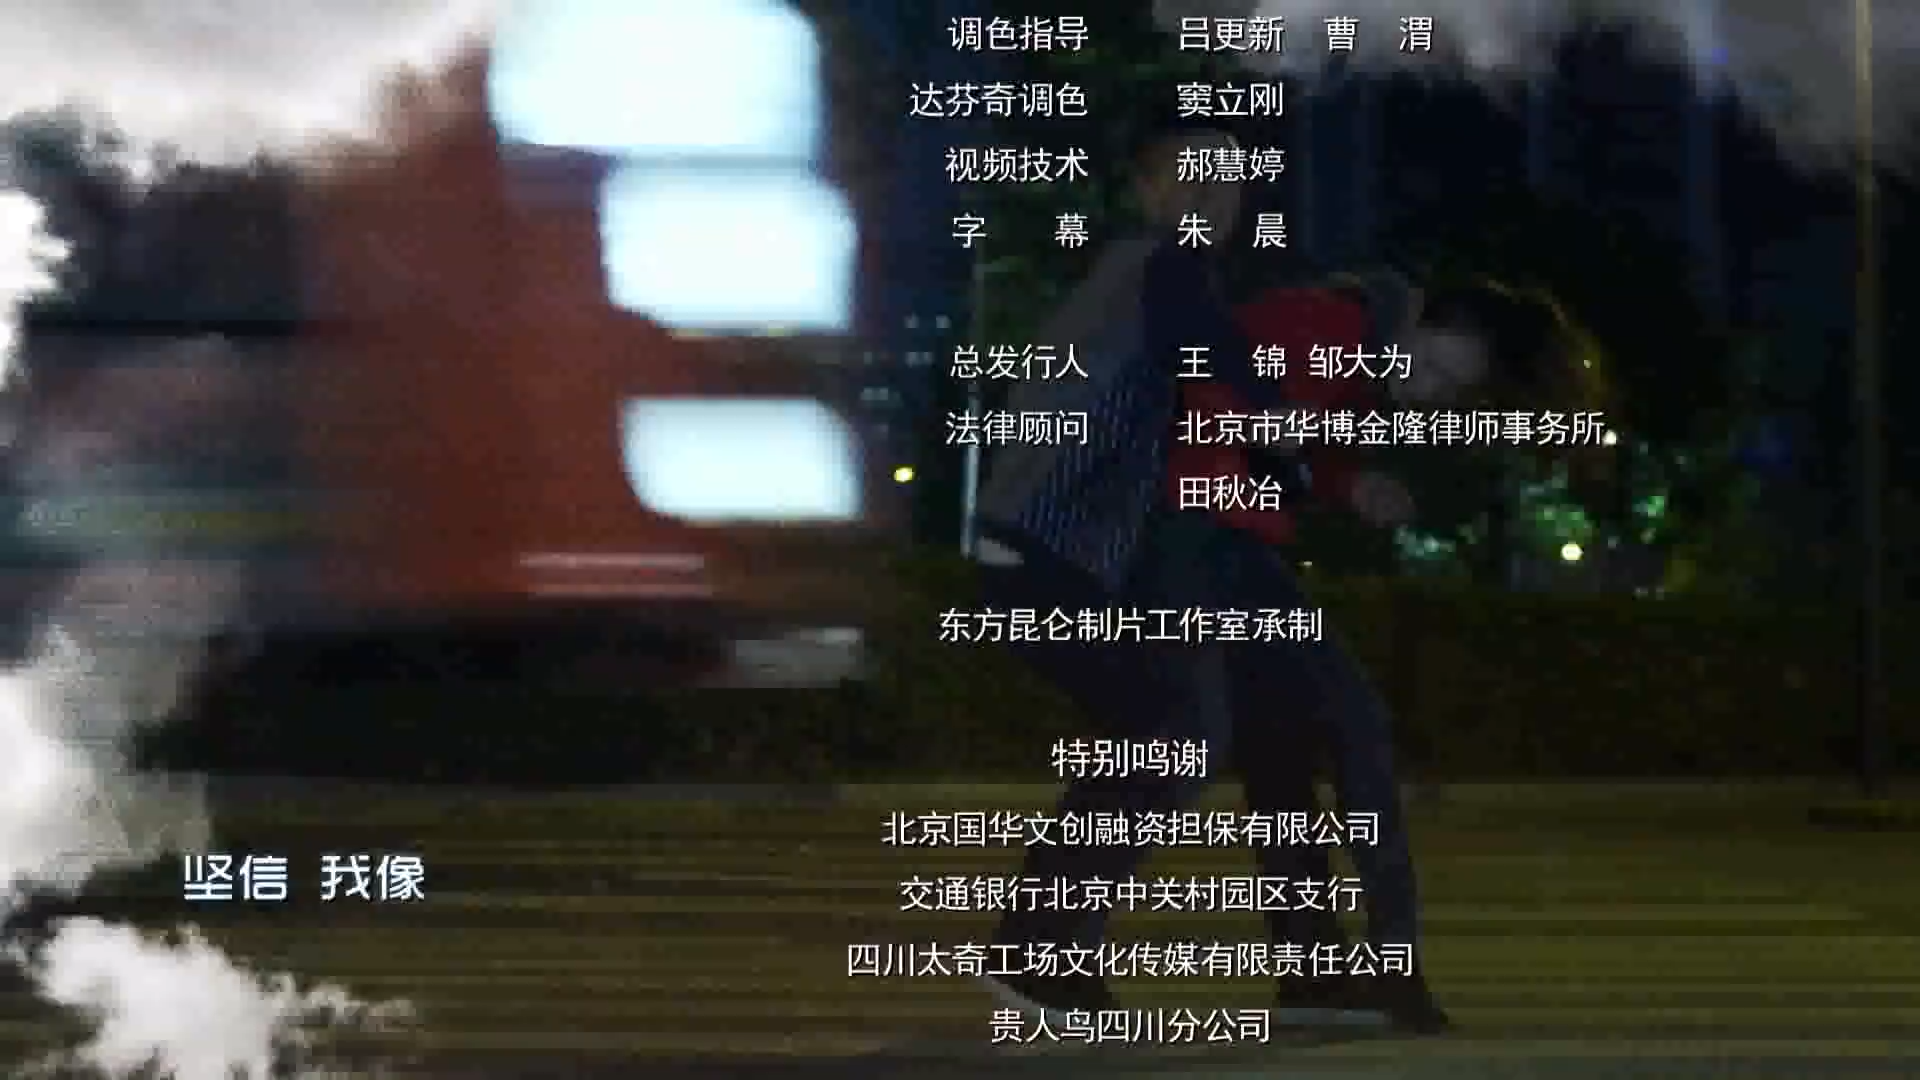 调色指导 吕更新 曹 渭
达芬奇调色 窦立刚
视频技术 郝慧婷
字 幕 朱 晨
总发行人 王 锦 邹大为
法律顾问 北京市华博金隆律师事务所
田秋冶
东方昆仑制片工作室承制
特别鸣谢
北京国华文创融资担保有限公司
交通银行北京中关村园区支行
四川太奇工场文化传媒有限责任公司
贵人鸟四川分公司
坚信 我像